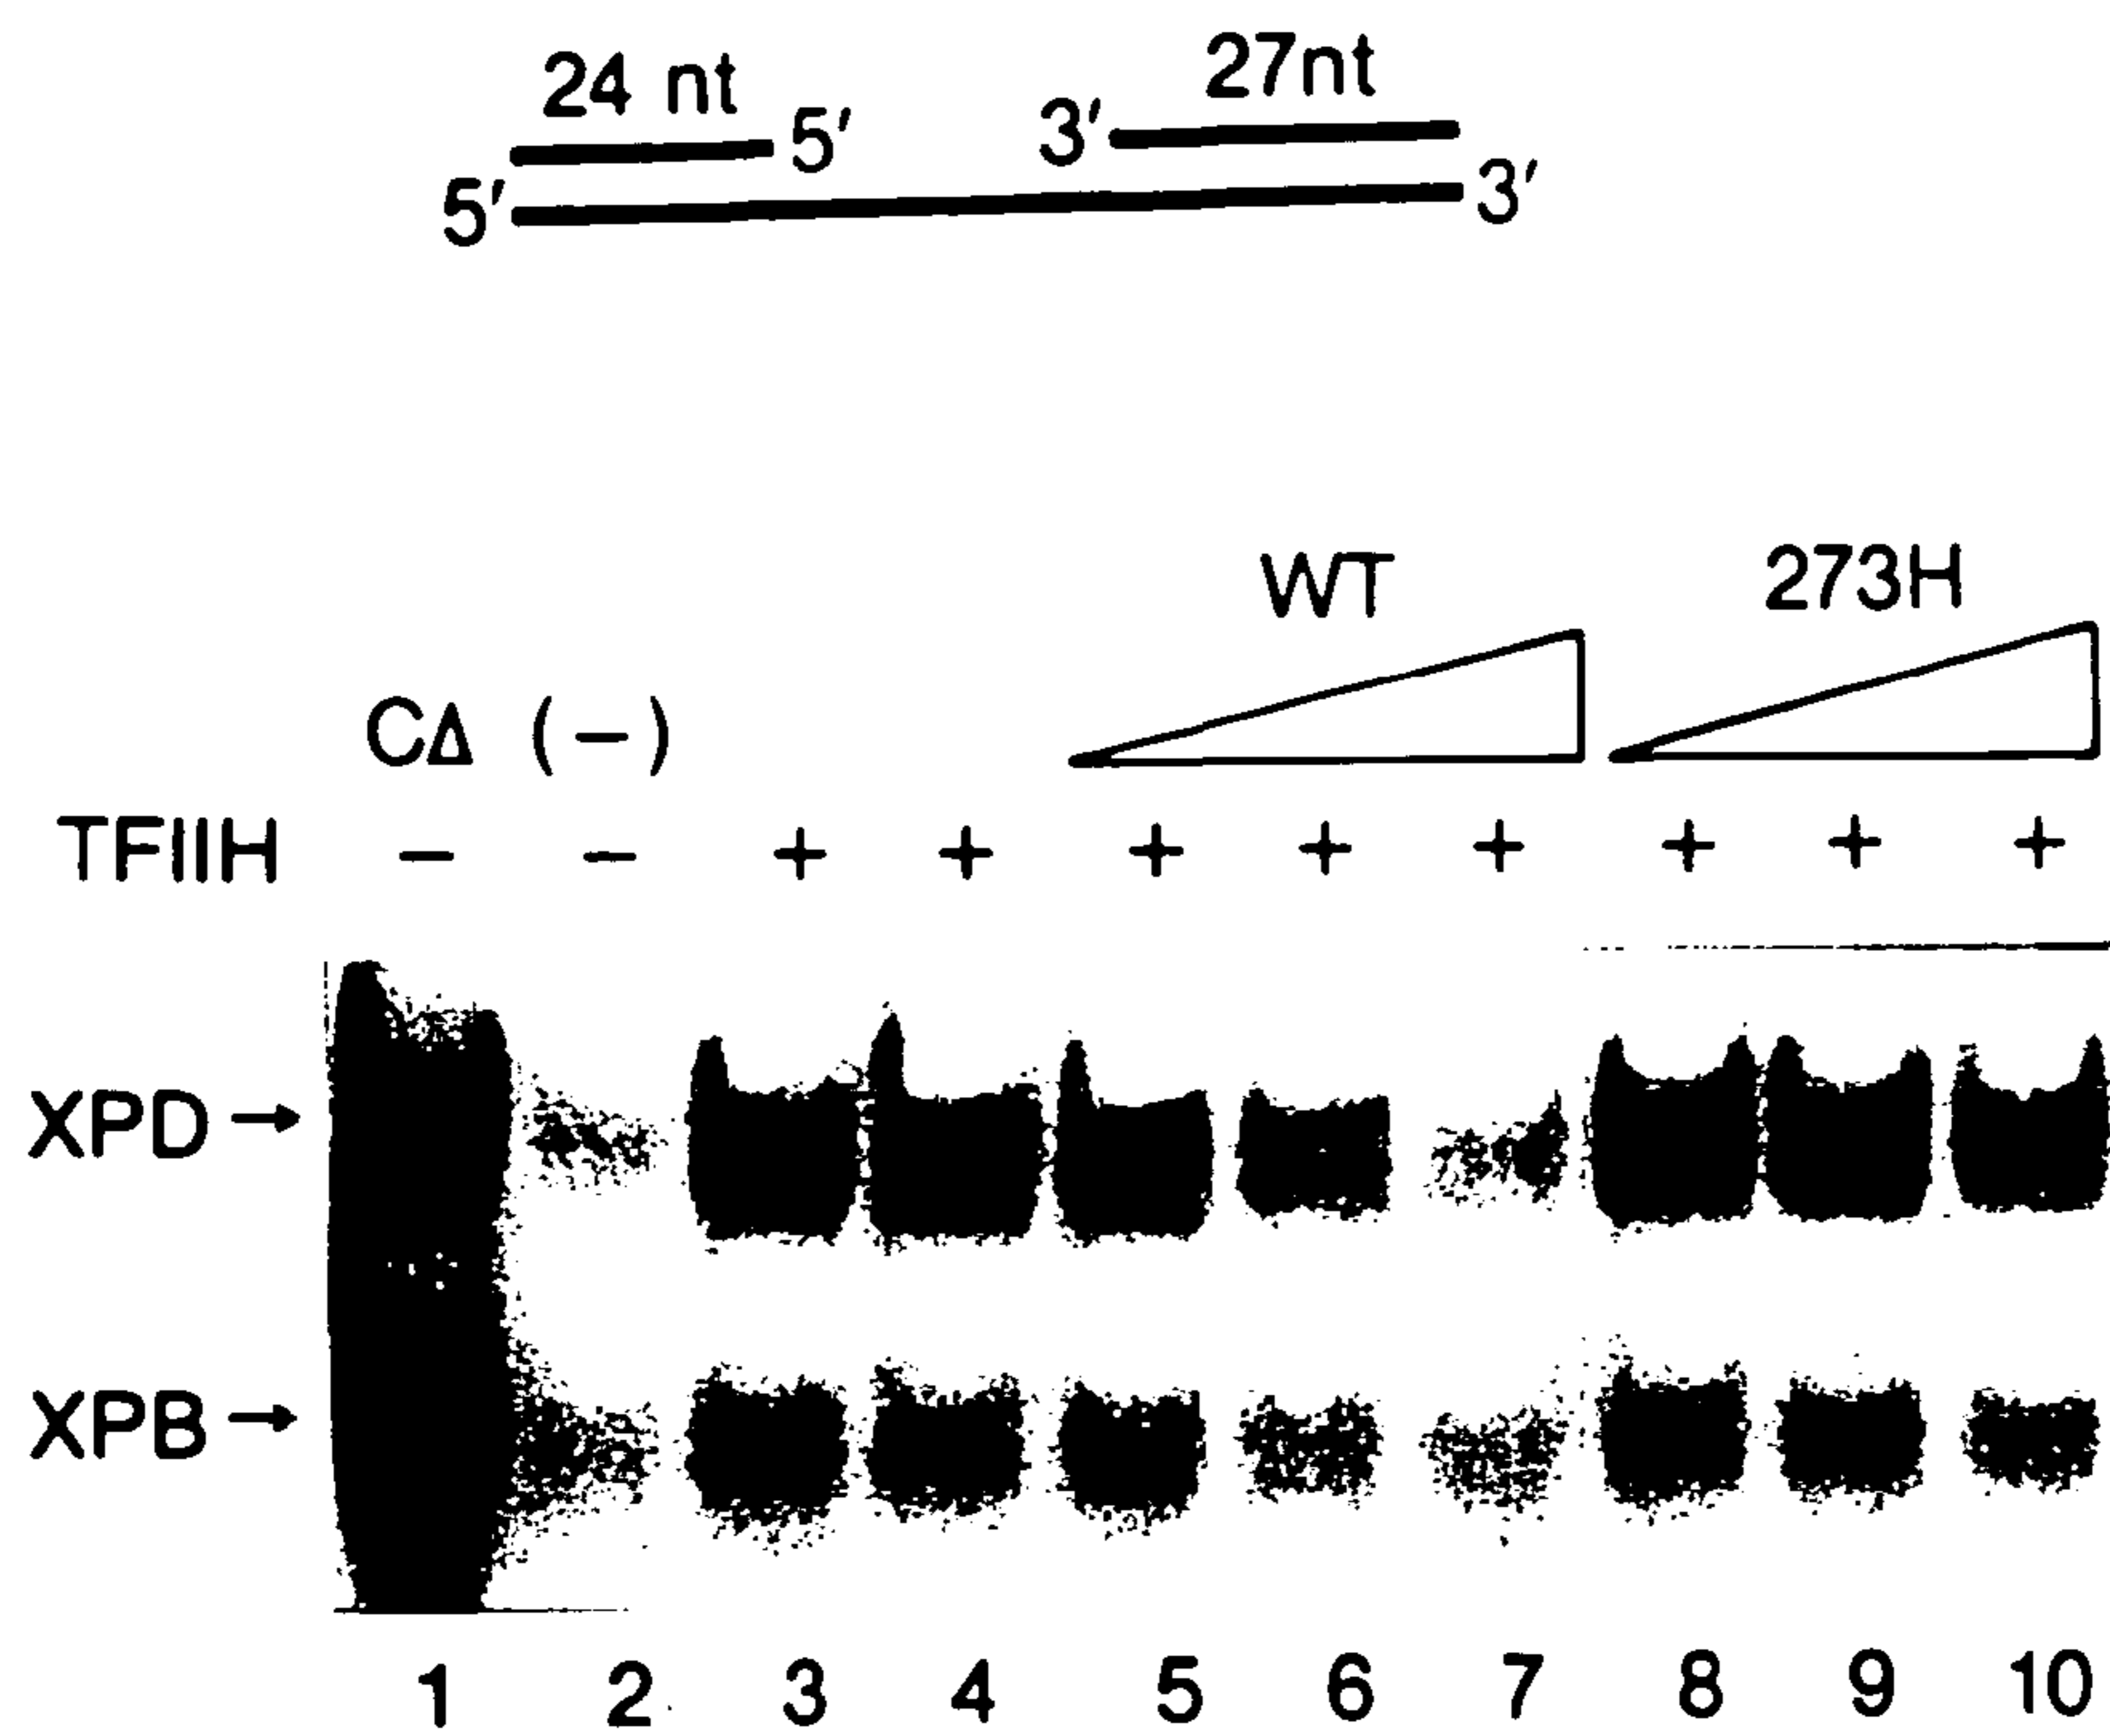 24 nt 27nt
5' 3'
5' 3'
WT 273H
CΔ (−)
TFIIH − − + + + + + + + +
XPD →
XPB →
1 2 3 4 5 6 7 8 9 10